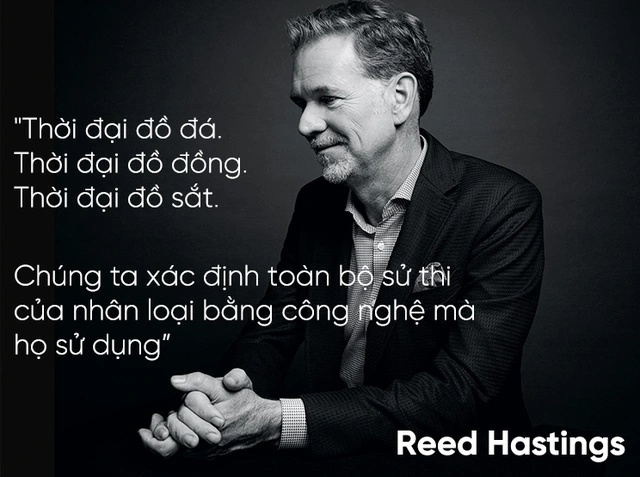 "Thời đại đồ đá.
Thời đại đồ đồng.
Thời đại đồ sắt.
Chúng ta xác định toàn bộ sử thi
của nhân loại bằng công nghệ mà
họ sử dụng”
Reed Hastings